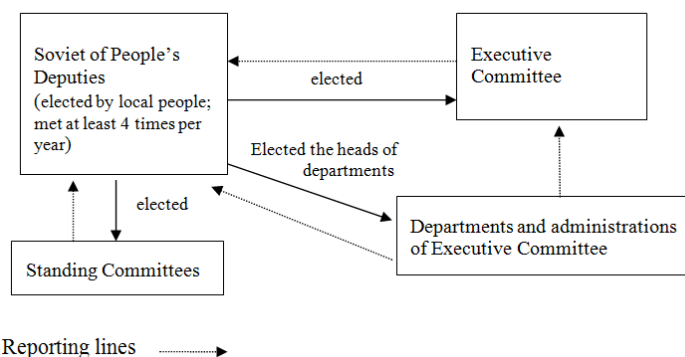 Soviet of People's
Deputies
(elected by local people;
met at least 4 times per
year)
elected
Executive
Committee
Elected the heads of
departments
elected
Departments and administrations
of Executive Committee
Standing Committees
Reporting lines